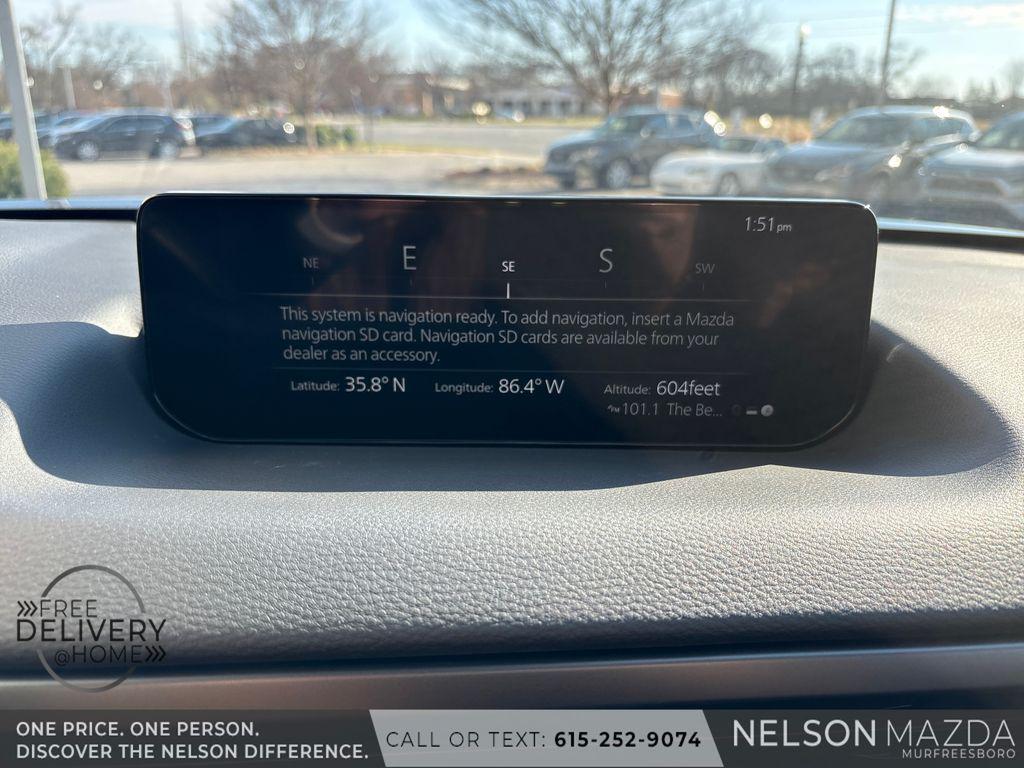 1:51pm
NE E SE S SW
This system is navigation ready. To add navigation, insert a Mazda
navigation SD card. Navigation SD cards are available from your
dealer as an accessory.
Latitude: 35.8° N Longitude: 86.4° W Altitude: 604feet
FM 101.1 The Be...
»»FREE
DELIVERY
@HOME»»
ONE PRICE. ONE PERSON.
DISCOVER THE NELSON DIFFERENCE.
CALL OR TEXT: 615-252-9074
NELSON MAZDA
MURFREESBORO